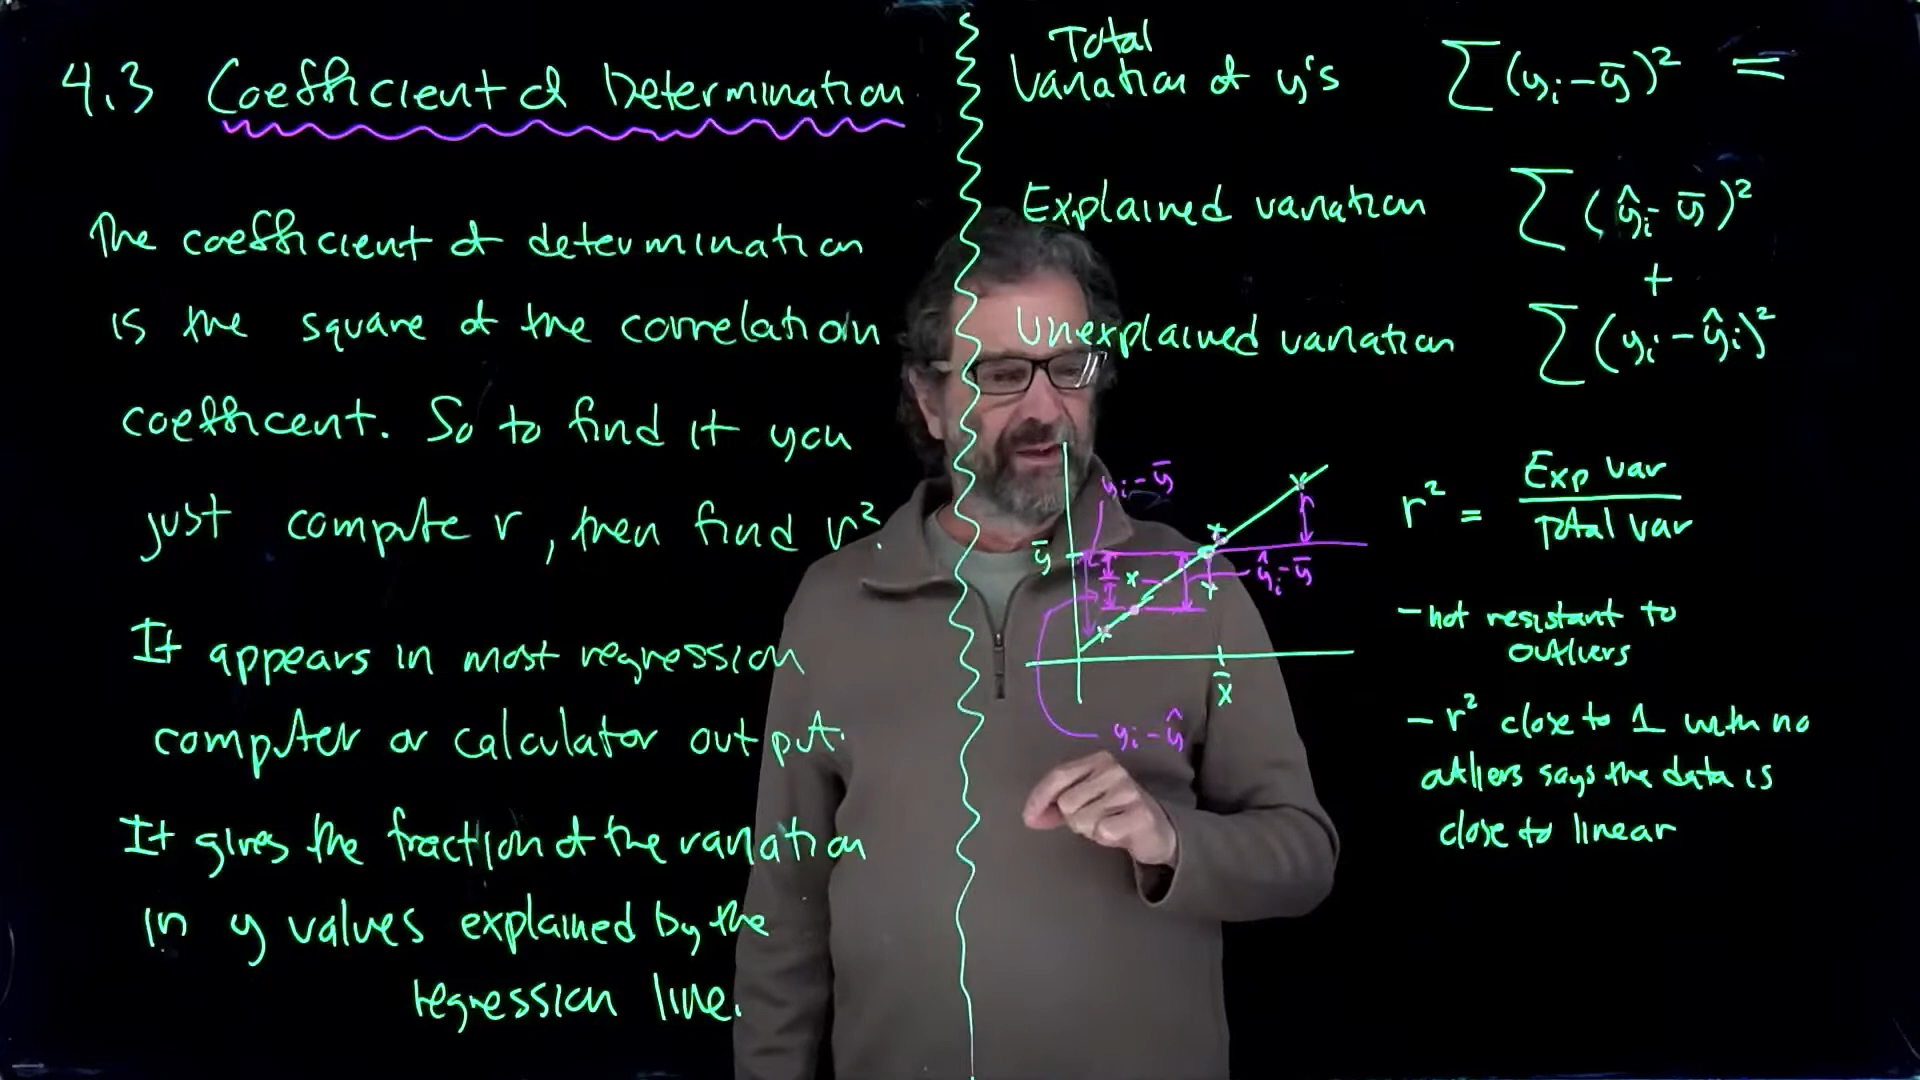 4.3 Coefficient of Determination
The coefficient of determination
is the square of the correlation
coefficent. So to find it you
just compute r, then find r².
It appears in most regression
computer or calculator output.
It gives the fraction of the variation
in y values explained by the
regression line.
Total
Variation of y's Σ(yᵢ-ȳ)² =
Explained variation Σ(ŷᵢ-ȳ)²
+
Unexplained variation Σ(yᵢ-ŷᵢ)²
yᵢ-ȳ
ȳ
ŷᵢ-ȳ
x̄
yᵢ-ŷ
r² = Exp var
Total var
- not resistant to
outliers
- r² close to 1 with no
outliers says the data is
close to linear